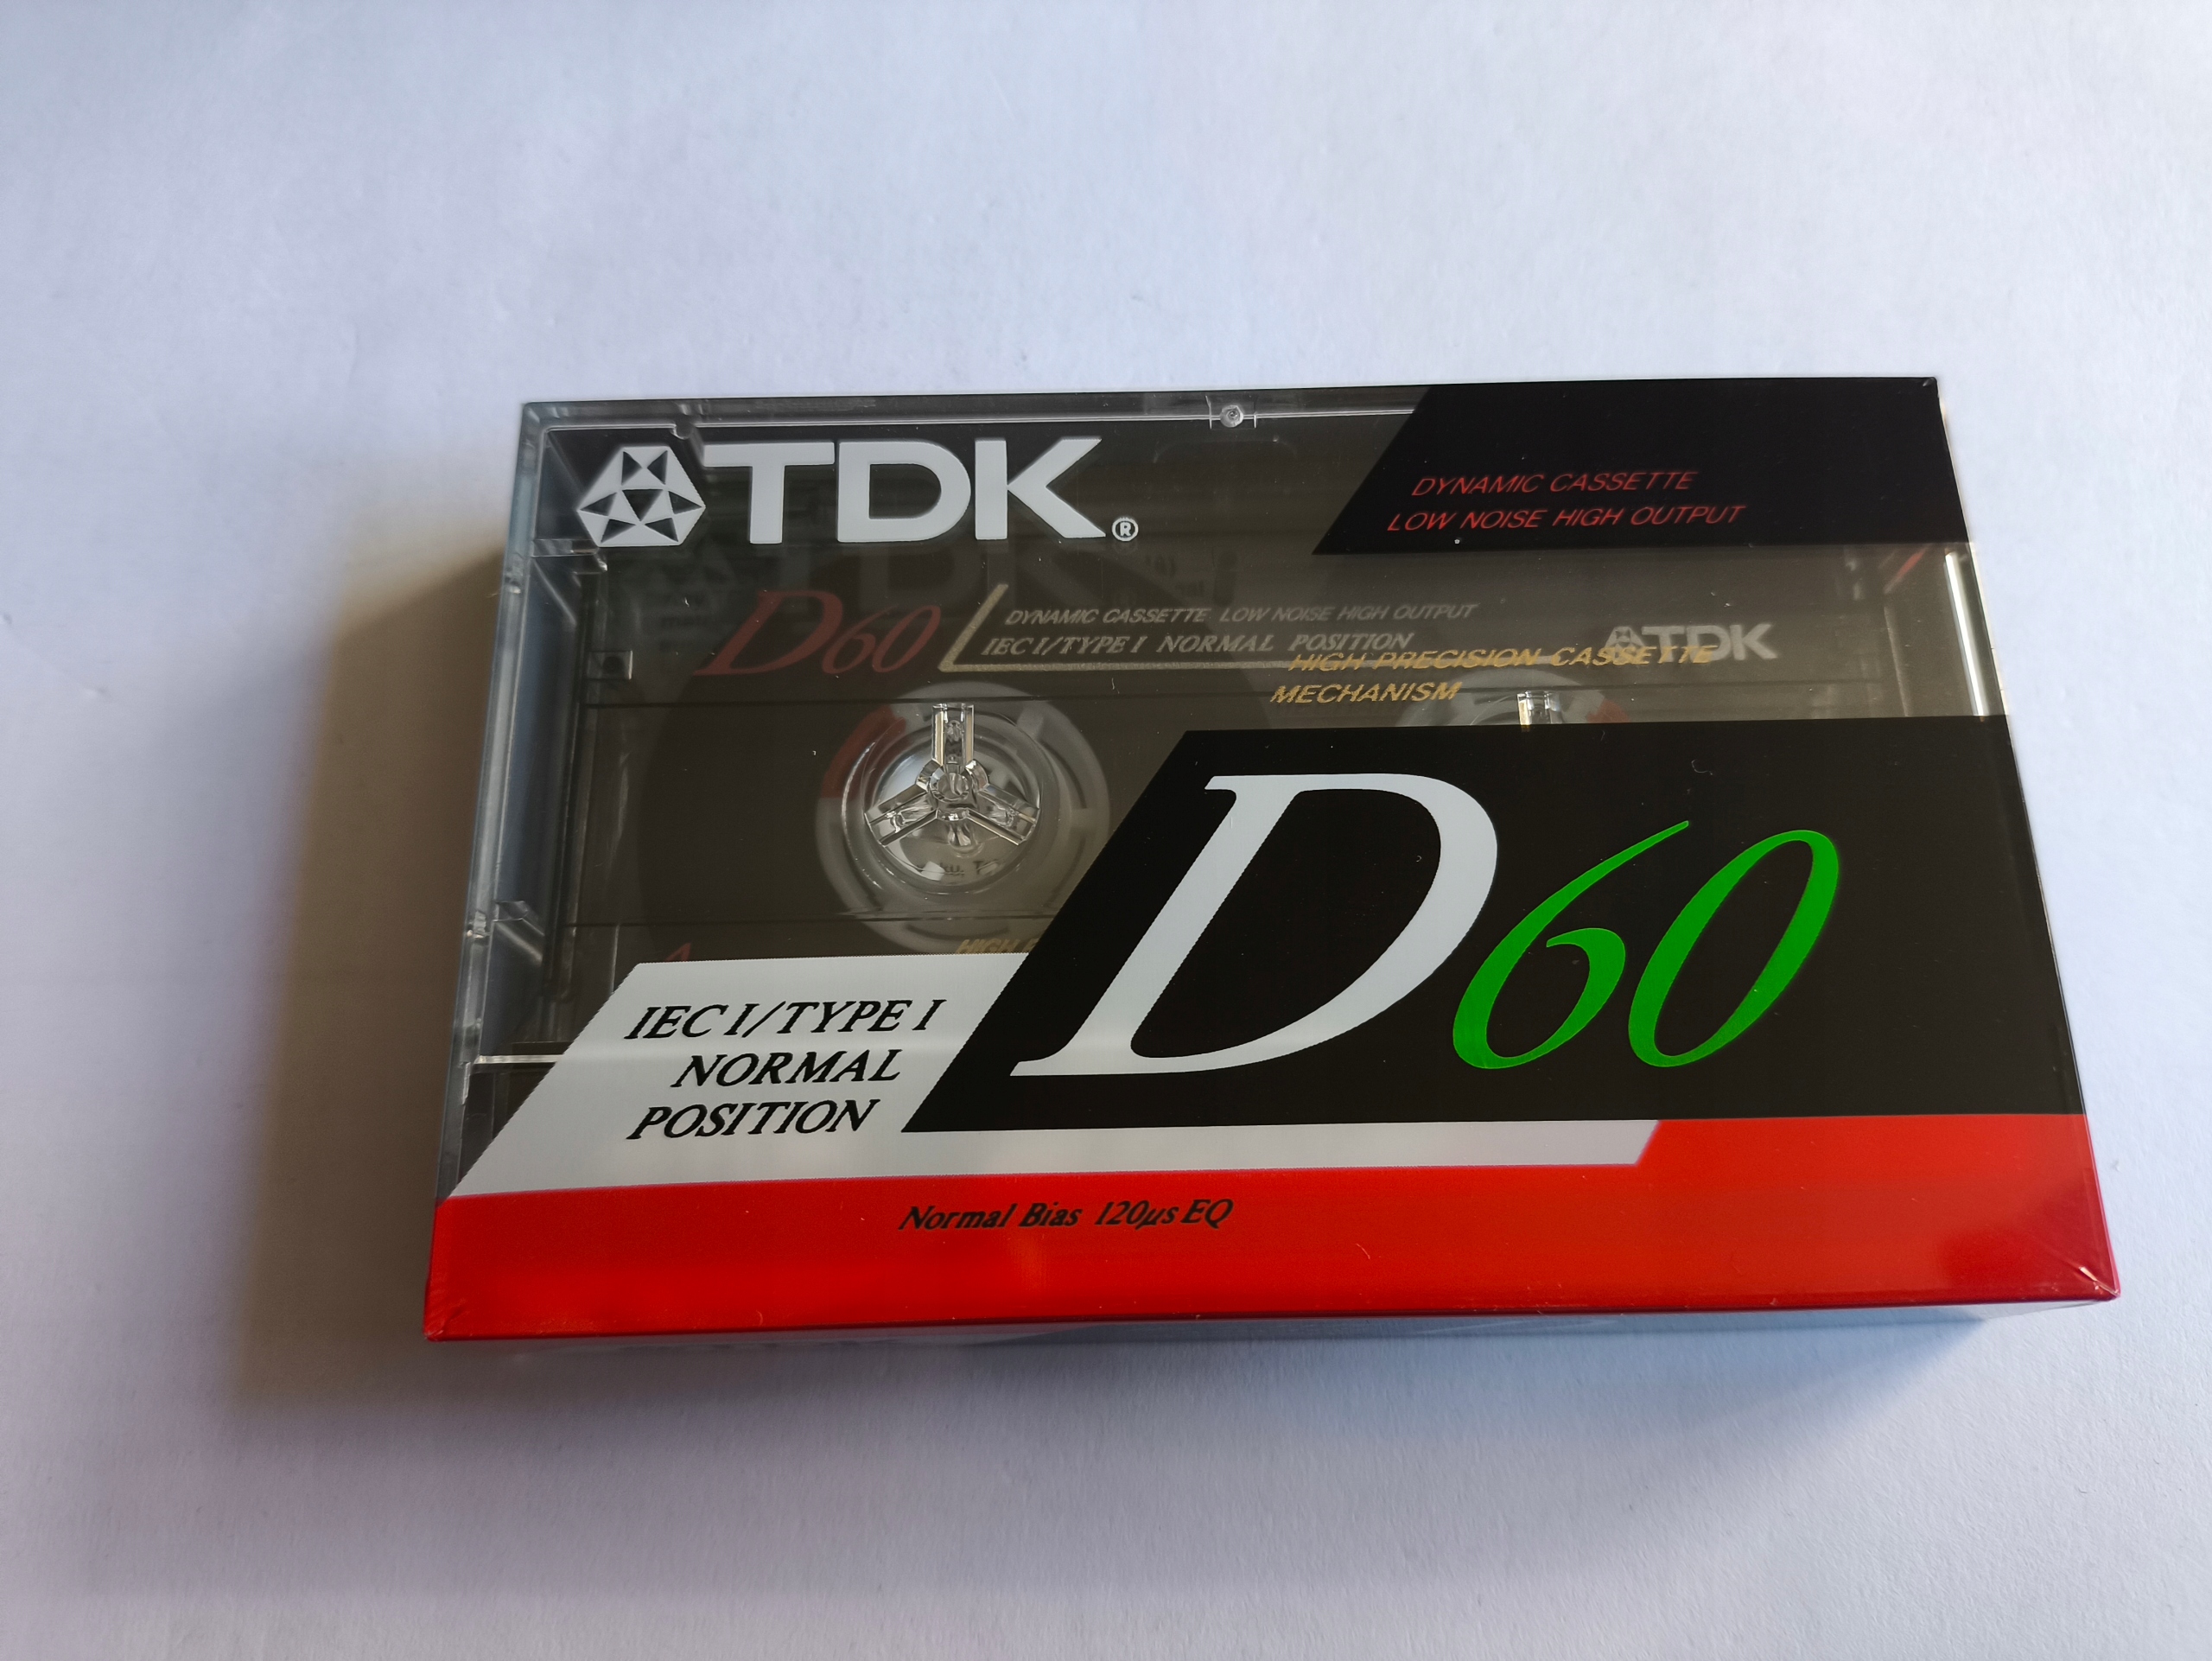 TDK®
DYNAMIC CASSETTE
LOW NOISE HIGH OUTPUT
D60
DYNAMIC CASSETTE LOW NOISE HIGH OUTPUT
IEC I/TYPE I NORMAL POSITION
TDK
HIGH PRECISION CASSETTE
MECHANISM
A
HIGH
D60
IEC I/TYPE I
NORMAL
POSITION
Normal Bias 120µs EQ